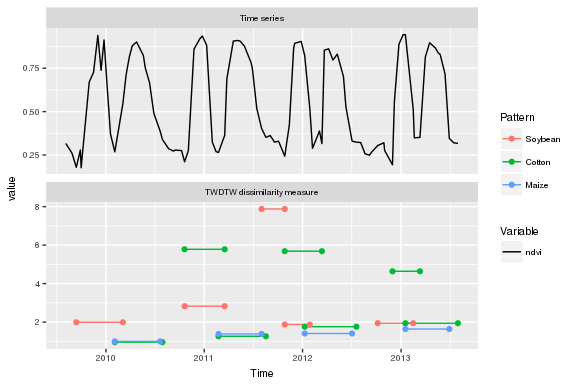 Time series
0.75
0.50
0.25
value
TWDTW dissimilarity measure
8
6
4
2
2010 2011 2012 2013
Time
Pattern
Soybean
Cotton
Maize
Variable
ndvi